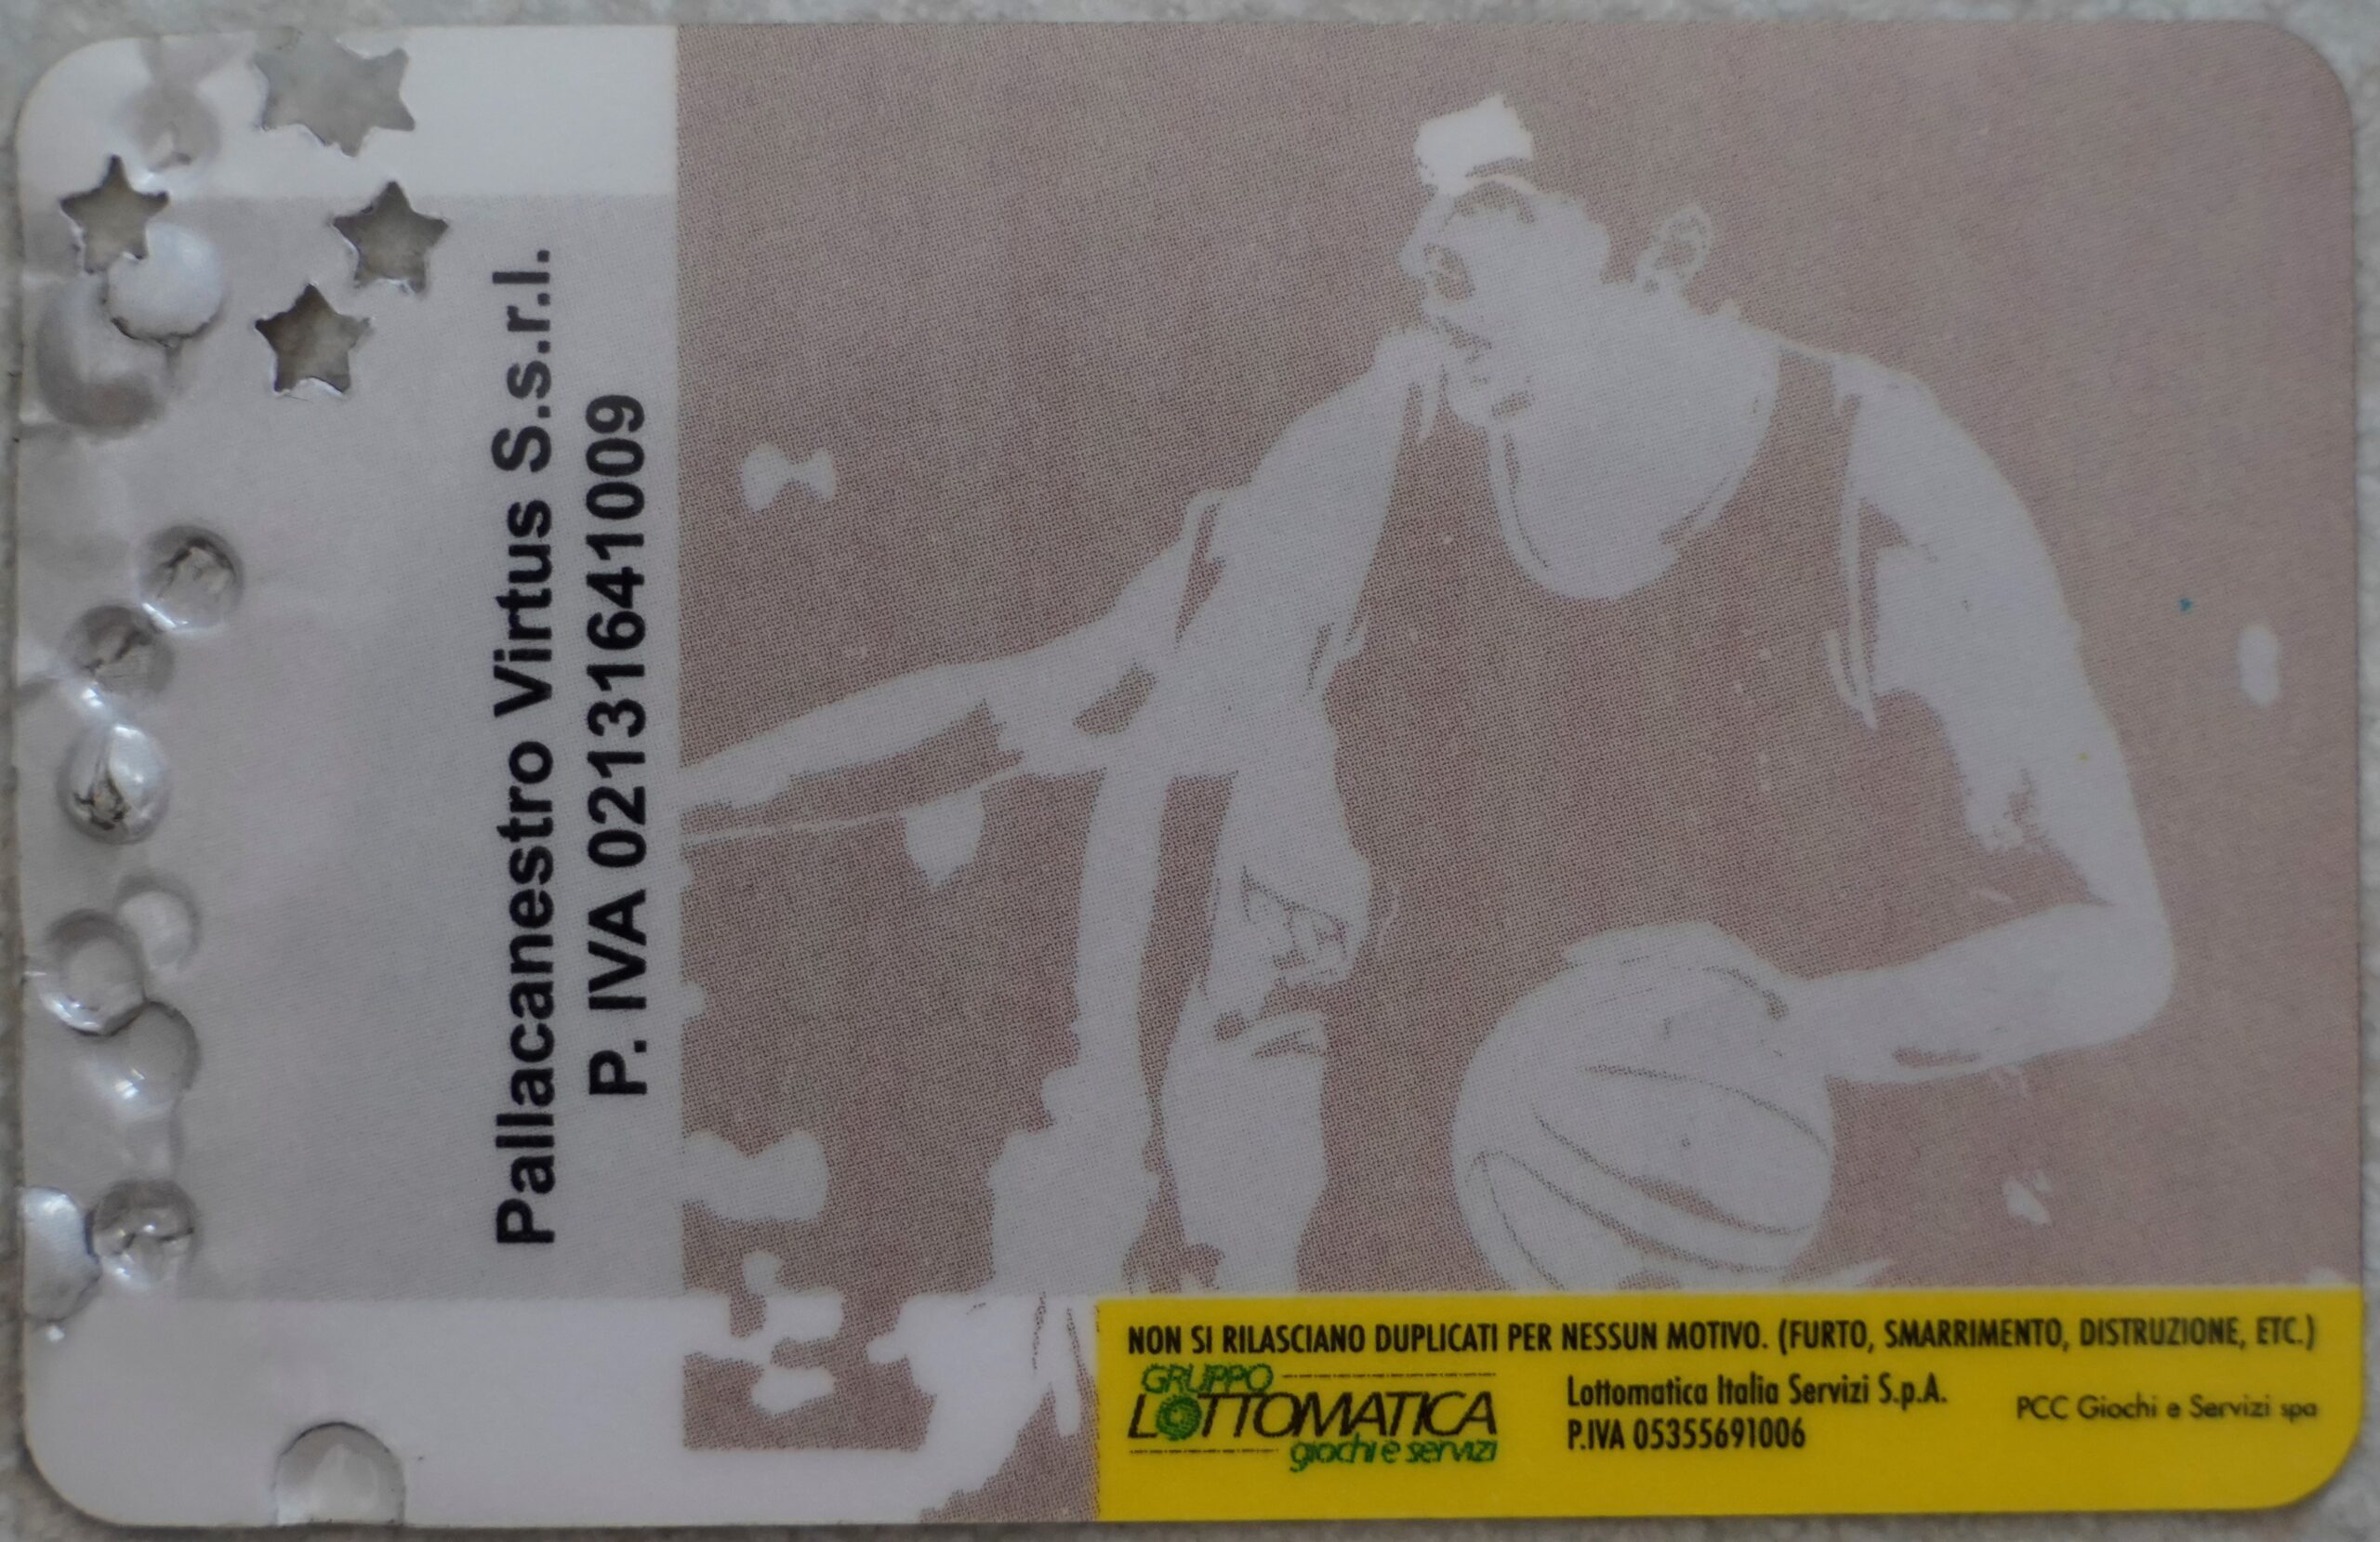 Pallacanestro Virtus S.s.r.l.
P. IVA 02131641009
NON SI RILASCIANO DUPLICATI PER NESSUN MOTIVO. (FURTO, SMARRIMENTO, DISTRUZIONE, ETC.)
GRUPPO
LOTTOMATICA
giochi e servizi
Lottomatica Italia Servizi S.p.A.
P.IVA 05355691006
PCC Giochi e Servizi spa